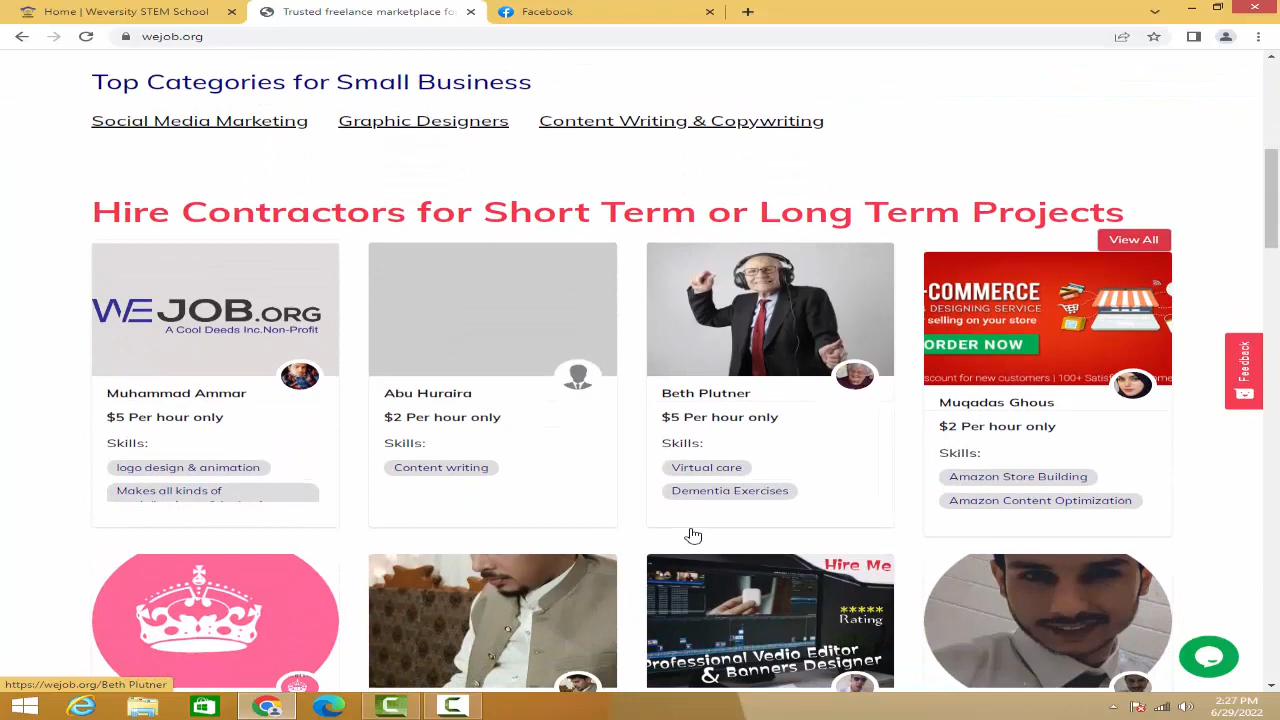 Home | Weversity STEM School
Trusted freelance marketplace fo
Facebook
wejob.org
Top Categories for Small Business
Social Media Marketing
Graphic Designers
Content Writing & Copywriting
Hire Contractors for Short Term or Long Term Projects
View All
WEJOB.ORG
A Cool Deeds Inc.Non-Profit
Muhammad Ammar
$5 Per hour only
Skills:
logo design & animation
Makes all kinds of
Abu Huraira
$2 Per hour only
Skills:
Content writing
Beth Plutner
$5 Per hour only
Skills:
Virtual care
Dementia Exercises
-COMMERCE
DESIGNING SERVICE
selling on your store
ORDER NOW
scount for new customers | 100+ Satisf
Muqadas Ghous
$2 Per hour only
Skills:
Amazon Store Building
Amazon Content Optimization
Feedback
Hire Me
*****
Rating
Professional Vedio Editor
& Banners Designer
https://wejob.org/Beth Plutner
2:27 PM
6/29/2022